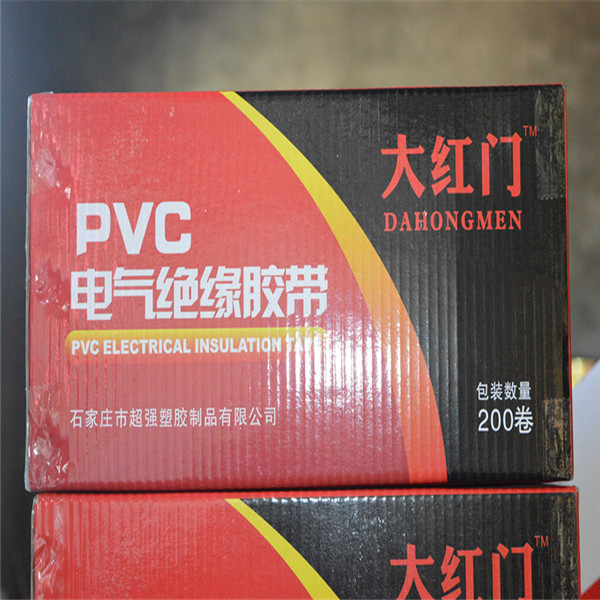 PVC
电气绝缘胶带
PVC ELECTRICAL INSULATION TAPE
石家庄市超强塑胶制品有限公司
大红门™
DAHONGMEN
包装数量
200卷
大红门™